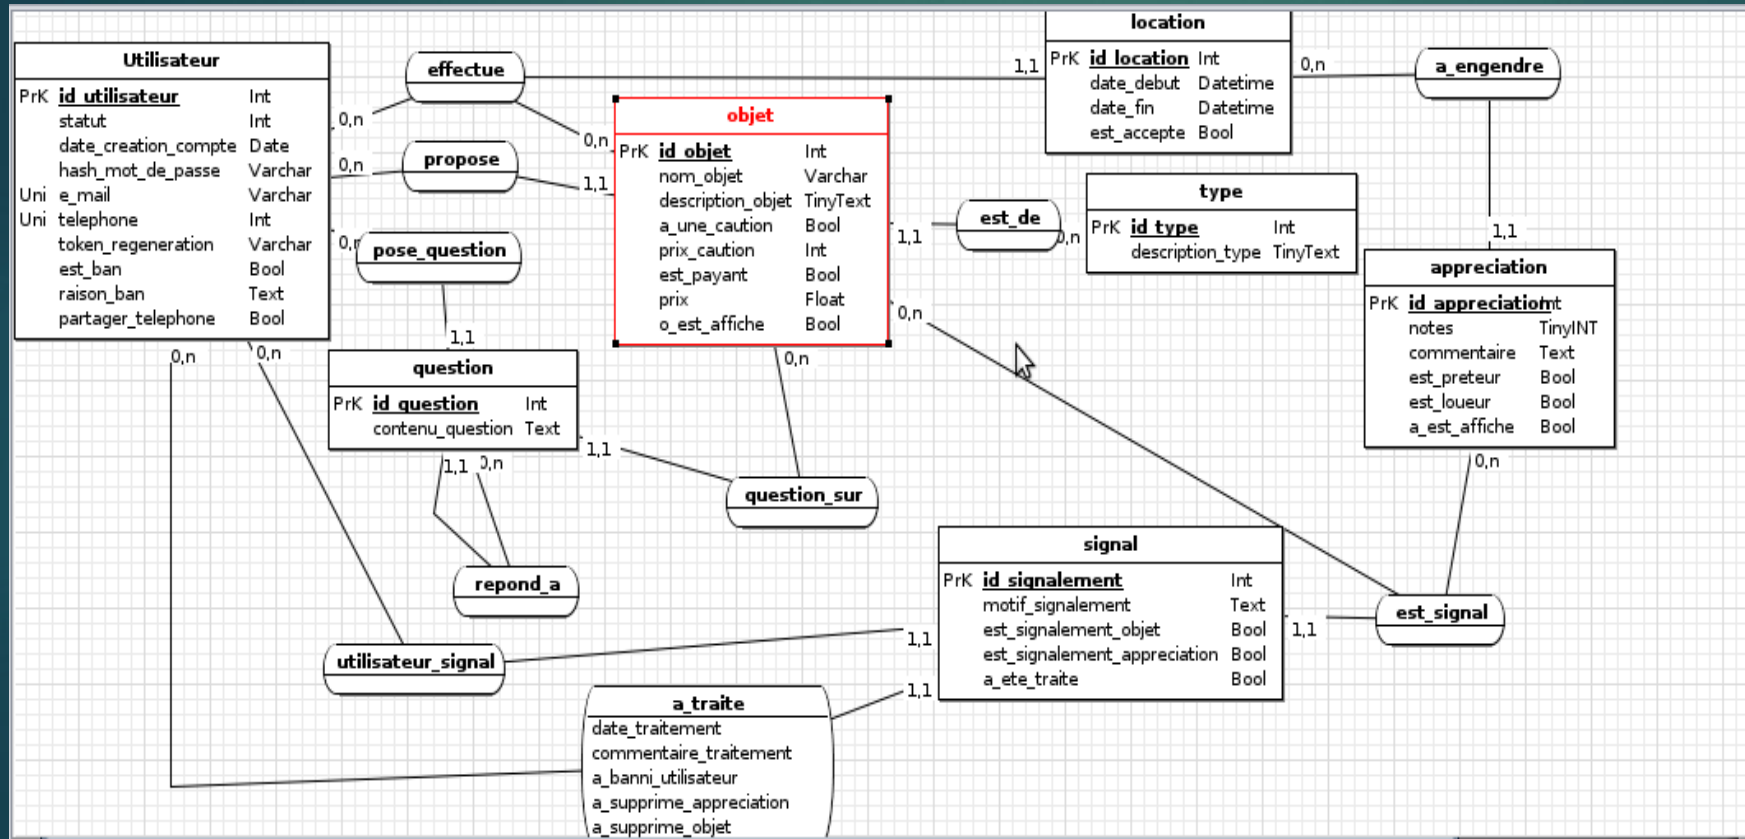 Utilisateur
PrK id_utilisateur Int
statut Int
date_creation_compte Date
hash_mot_de_passe Varchar
Uni e_mail Varchar
Uni telephone Int
token_regeneration Varchar
est_ban Bool
raison_ban Text
partager_telephone Bool
effectue
0,n
0,n
1,1
propose
0,n
1,1
pose_question
0,n
1,1
objet
PrK id_objet Int
nom_objet Varchar
description_objet TinyText
a_une_caution Bool
prix_caution Int
est_payant Bool
prix Float
o_est_affiche Bool
location
PrK id_location Int
date_debut Datetime
date_fin Datetime
est_accepte Bool
0,n
a_engendre
1,1
type
PrK id_type Int
description_type TinyText
1,1
est_de
0,n
appreciation
PrK id_appreciation Int
notes TinyINT
commentaire Text
est_preteur Bool
est_loueur Bool
a_est_affiche Bool
0,n
0,n
question
PrK id_question Int
contenu_question Text
1,1
0,n
1,1
0,n
question_sur
repond_a
0,n
0,n
utilisateur_signal
1,1
signal
PrK id_signalement Int
motif_signalement Text
est_signalement_objet Bool
est_signalement_appreciation Bool
a_ete_traite Bool
1,1
est_signal
1,1
a_traite
date_traitement
commentaire_traitement
a_banni_utilisateur
a_supprime_appreciation
a_supprime_objet